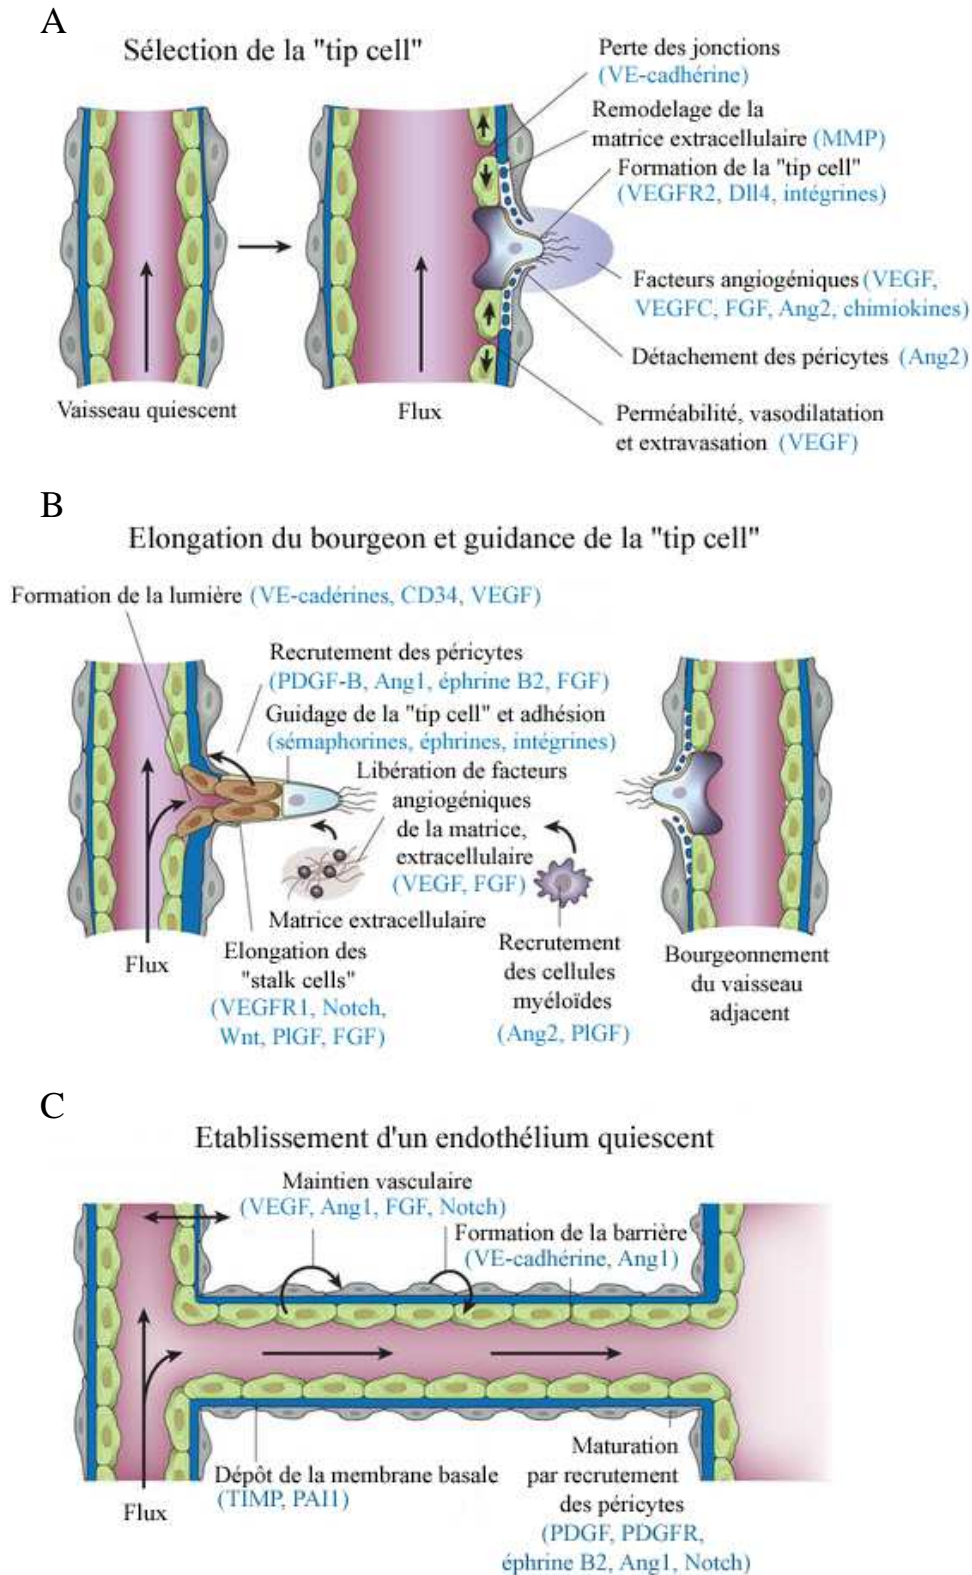 A
Sélection de la "tip cell"
Perte des jonctions
(VE-cadhérine)
Remodelage de la
matrice extracellulaire (MMP)
Formation de la "tip cell"
(VEGFR2, Dll4, intégrines)
Facteurs angiogéniques (VEGF,
VEGFC, FGF, Ang2, chimiokines)
Détachement des péricytes (Ang2)
Perméabilité, vasodilatation
et extravasation (VEGF)
Vaisseau quiescent
Flux
B
Elongation du bourgeon et guidance de la "tip cell"
Formation de la lumière (VE-cadérines, CD34, VEGF)
Recrutement des péricytes
(PDGF-B, Ang1, éphrine B2, FGF)
Guidage de la "tip cell" et adhésion
(sémaphorines, éphrines, intégrines)
Libération de facteurs
angiogéniques
de la matrice,
extracellulaire
(VEGF, FGF)
Matrice extracellulaire
Flux
Elongation des
"stalk cells"
(VEGFR1, Notch,
Wnt, PlGF, FGF)
Recrutement
des cellules
myéloïdes
(Ang2, PlGF)
Bourgeonnement
du vaisseau
adjacent
C
Etablissement d'un endothélium quiescent
Maintien vasculaire
(VEGF, Ang1, FGF, Notch)
Formation de la barrière
(VE-cadhérine, Ang1)
Dépôt de la membrane basale
(TIMP, PAI1)
Flux
Maturation
par recrutement
des péricytes
(PDGF, PDGFR,
éphrine B2, Ang1, Notch)